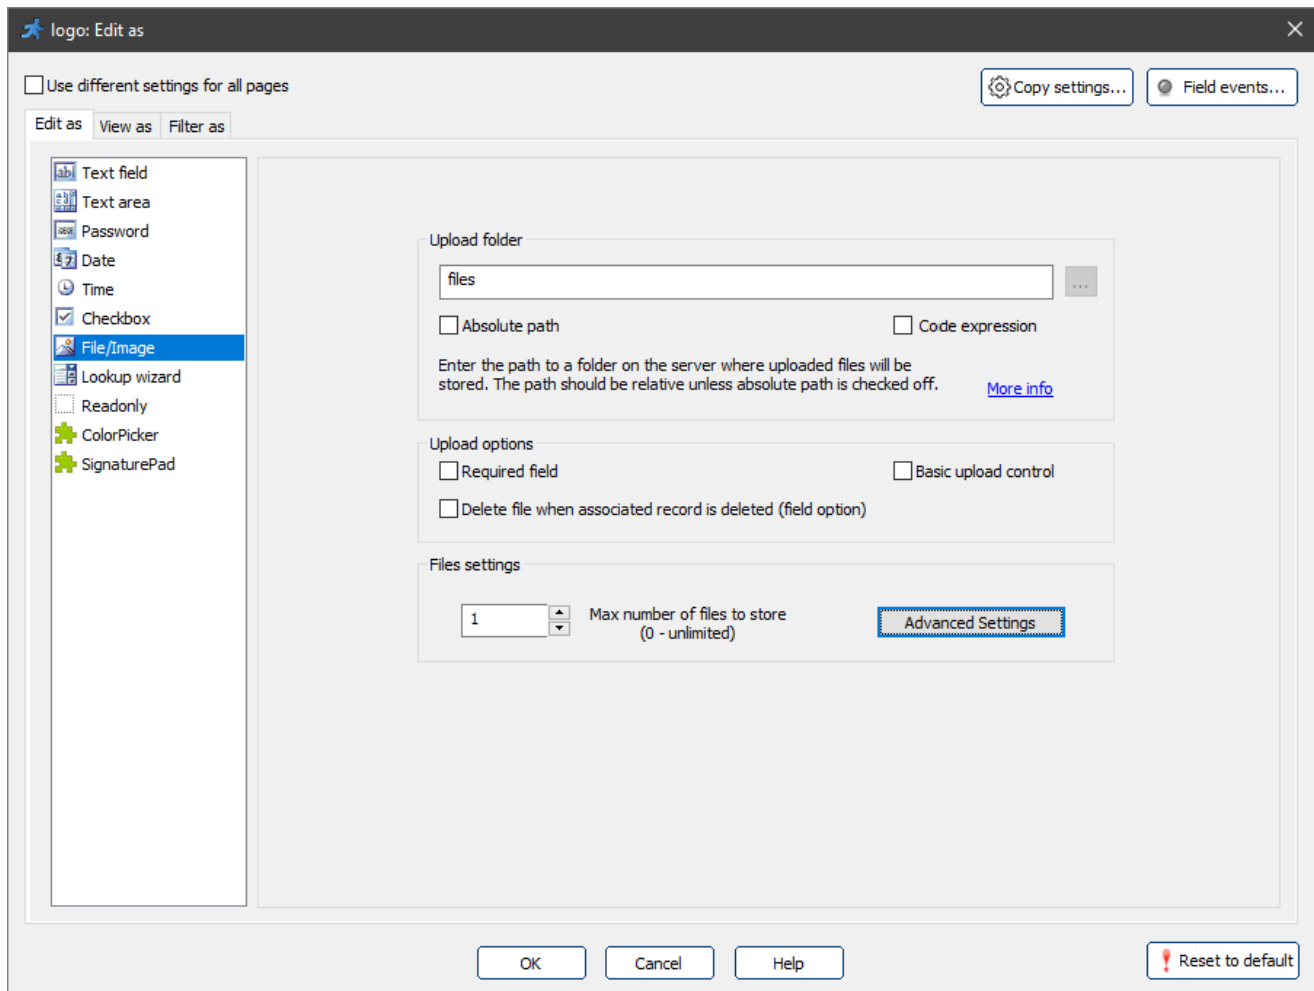 logo: Edit as
Use different settings for all pages
Copy settings...
Field events...
Edit as
View as
Filter as
Text field
Text area
Password
Date
Time
Checkbox
File/Image
Lookup wizard
Readonly
ColorPicker
SignaturePad
Upload folder
files
...
Absolute path
Code expression
Enter the path to a folder on the server where uploaded files will be
stored. The path should be relative unless absolute path is checked off.
More info
Upload options
Required field
Basic upload control
Delete file when associated record is deleted (field option)
Files settings
1
Max number of files to store
(0 - unlimited)
Advanced Settings
OK
Cancel
Help
Reset to default